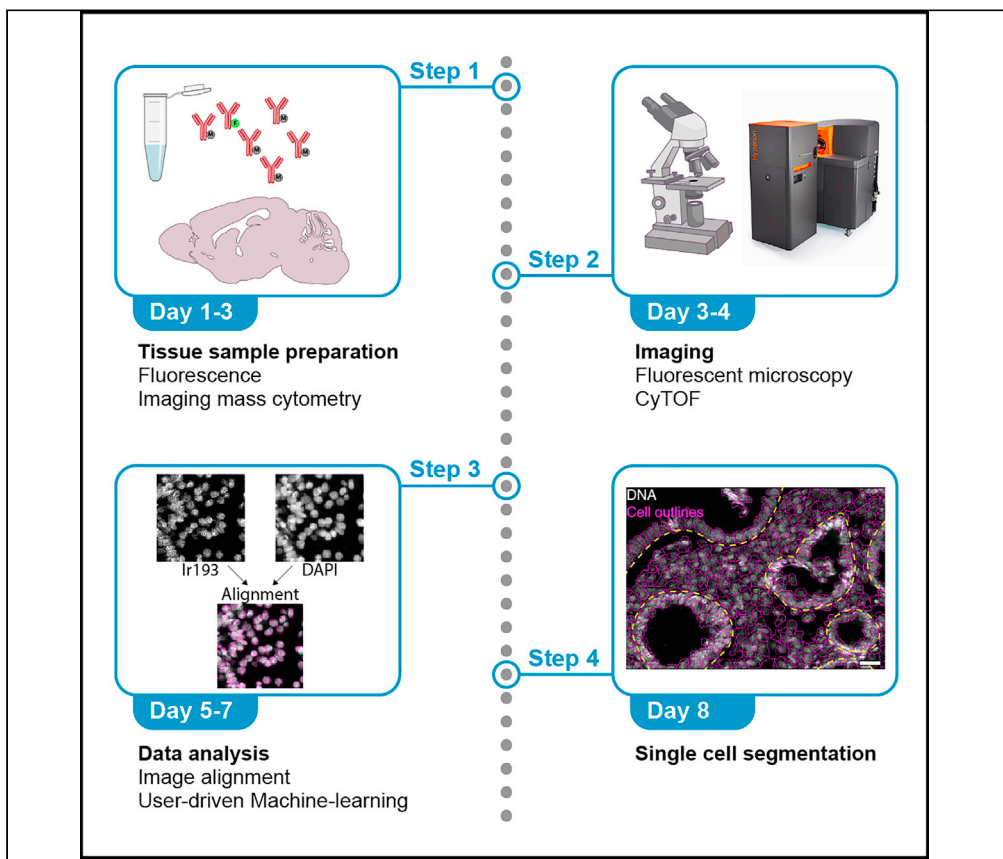 Step 1
F
M
M
M
M
M
Day 1-3
Tissue sample preparation
Fluorescence
Imaging mass cytometry
Step 2
Hyperion
Day 3-4
Imaging
Fluorescent microscopy
CyTOF
Step 3
Ir193
DAPI
Alignment
Day 5-7
Data analysis
Image alignment
User-driven Machine-learning
Step 4
DNA
Cell outlines
Day 8
Single cell segmentation